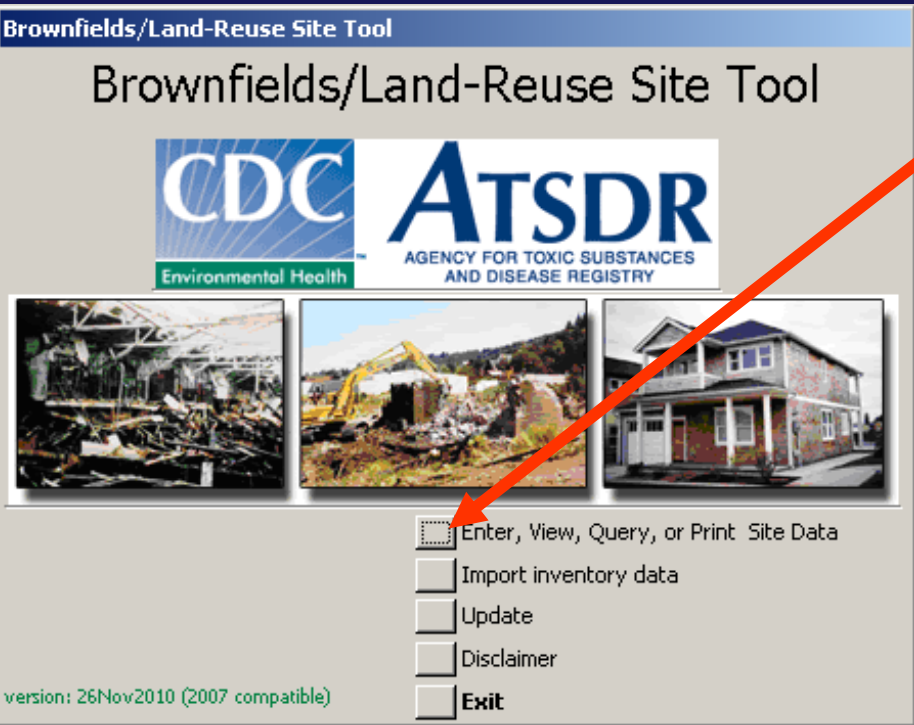 Brownfields/Land-Reuse Site Tool
Brownfields/Land-Reuse Site Tool
CDC
™
Environmental Health
ATSDR
AGENCY FOR TOXIC SUBSTANCES
AND DISEASE REGISTRY
Enter, View, Query, or Print Site Data
Import inventory data
Update
Disclaimer
Exit
version: 26Nov2010 (2007 compatible)